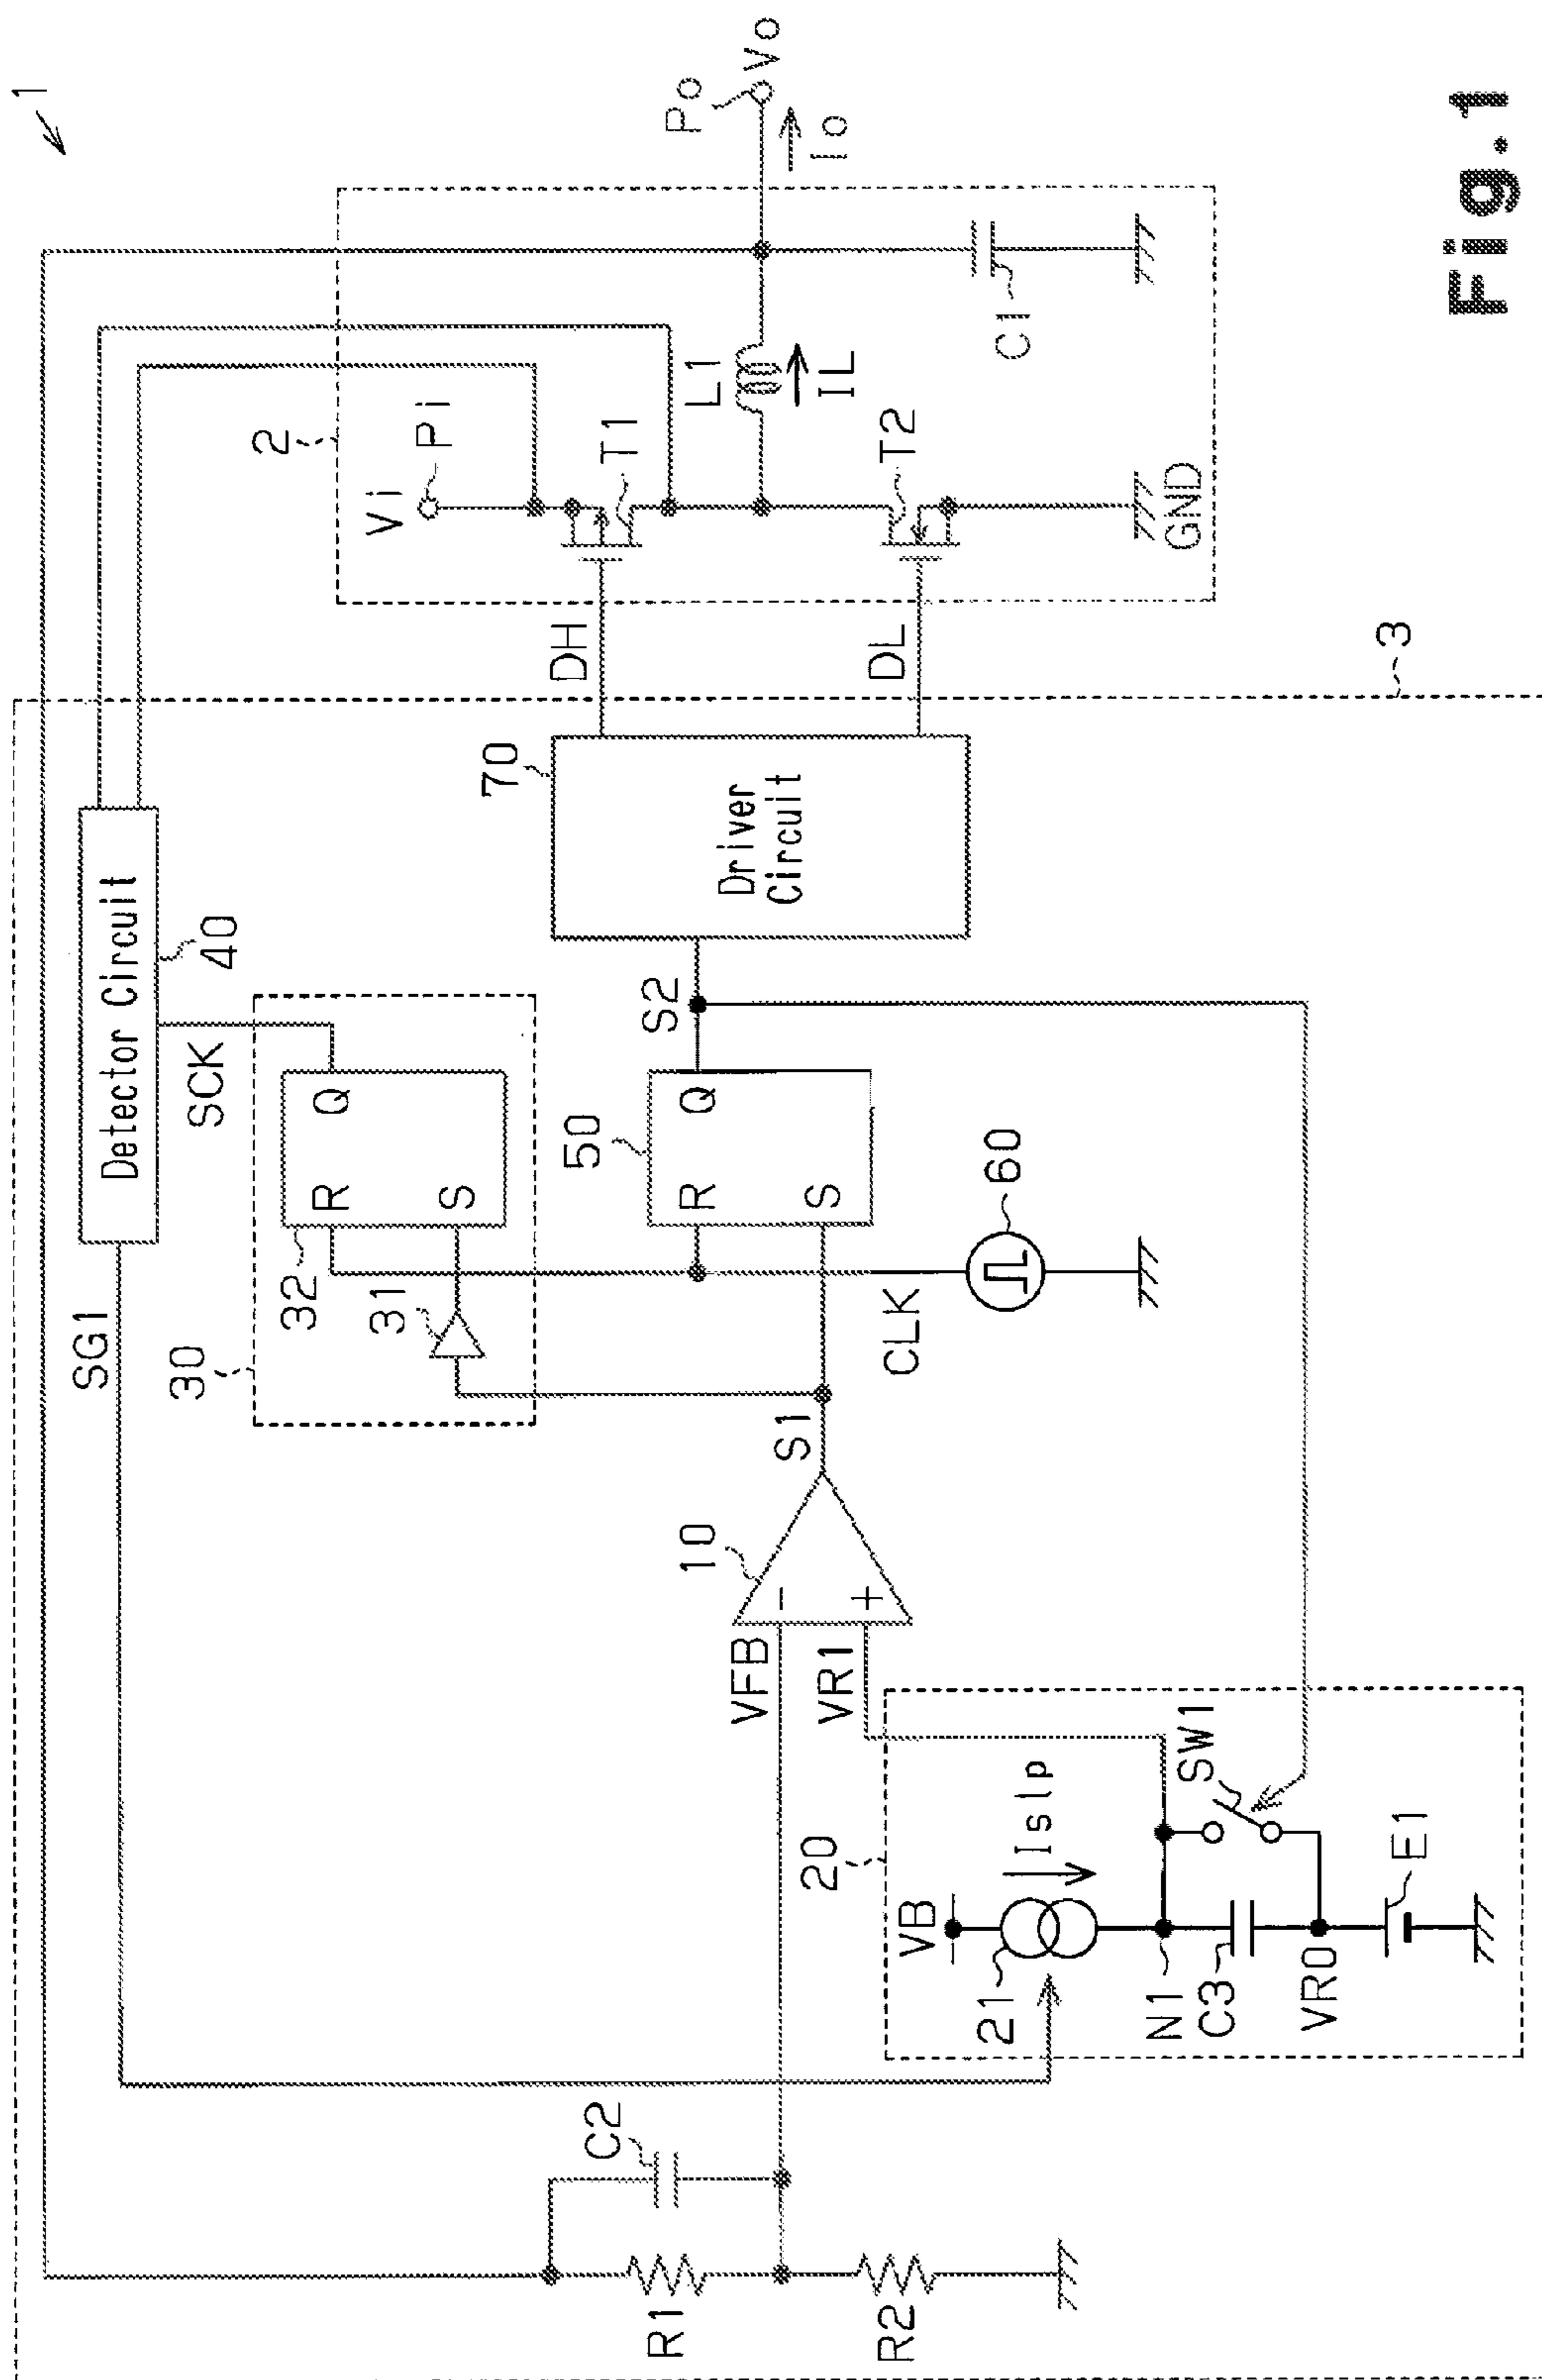 1
SG1
Detector Circuit
40
SCK
30
32
R
Q
S
31
2
Vi
Pi
T1
L1
IL
Po
Vo
Io
C1
T2
GND
DH
DL
70
Driver
Circuit
S2
50
R
Q
S
S1
CLK
60
10
-
+
VFB
VR1
C2
R1
R2
20
VB
21
Islp
N1
C3
SW1
VR0
E1
3
Fig.1